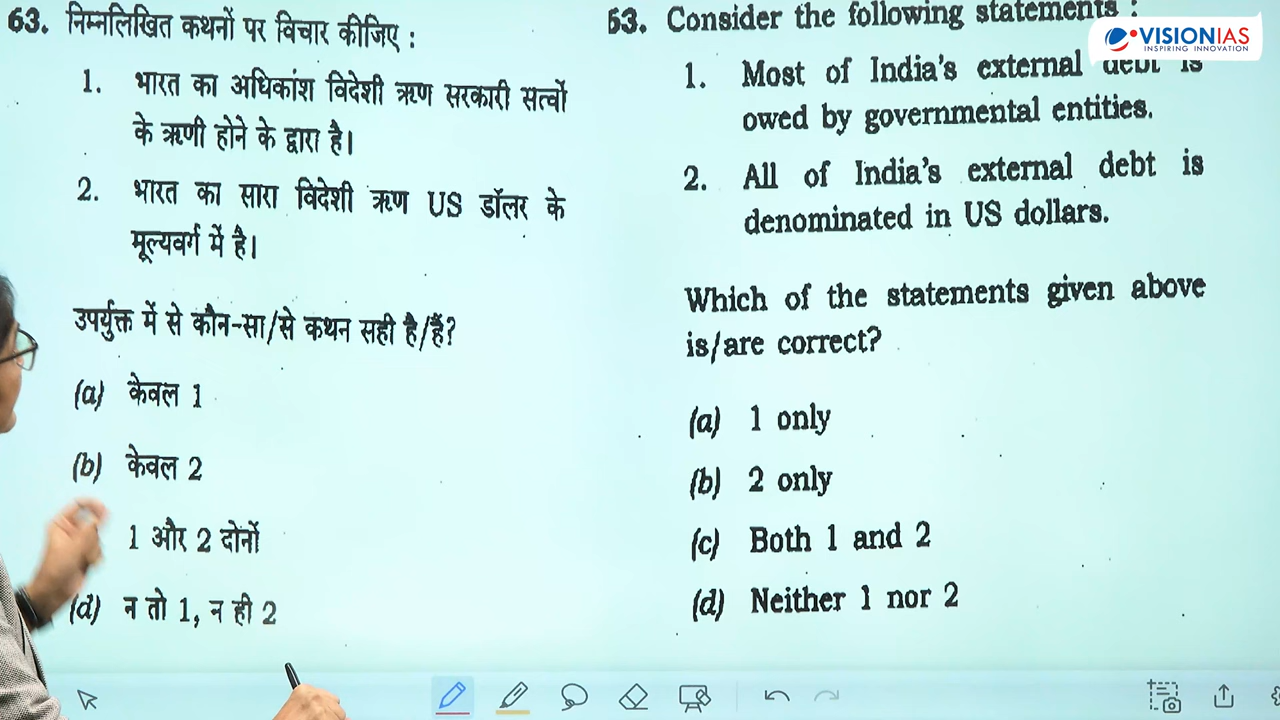 63. निम्नलिखित कथनों पर विचार कीजिए :
1. भारत का अधिकांश विदेशी ऋण सरकारी सत्वों
के ऋणी होने के द्वारा है।
2. भारत का सारा विदेशी ऋण US डॉलर के
मूल्यवर्ग में है।
उपर्युक्त में से कौन-सा/से कथन सही है/हैं?
(a) केवल 1
(b) केवल 2
1 और 2 दोनों
(d) न तो 1, न ही 2
63. Consider the following statements :
1. Most of India's external debt is
owed by governmental entities.
2. All of India's external debt is
denominated in US dollars.
Which of the statements given above
is/are correct?
(a) 1 only
(b) 2 only
(c) Both 1 and 2
(d) Neither 1 nor 2
VISIONIAS
INSPIRING INNOVATION